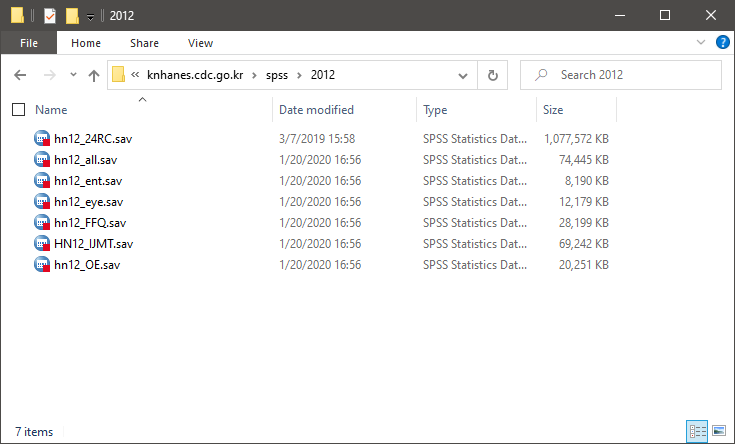 2012
File Home Share View
« knhanes.cdc.go.kr › spss › 2012 Search 2012
Name Date modified Type Size
hn12_24RC.sav 3/7/2019 15:58 SPSS Statistics Dat... 1,077,572 KB
hn12_all.sav 1/20/2020 16:56 SPSS Statistics Dat... 74,445 KB
hn12_ent.sav 1/20/2020 16:56 SPSS Statistics Dat... 8,190 KB
hn12_eye.sav 1/20/2020 16:56 SPSS Statistics Dat... 12,179 KB
hn12_FFQ.sav 1/20/2020 16:56 SPSS Statistics Dat... 28,199 KB
HN12_IJMT.sav 1/20/2020 16:56 SPSS Statistics Dat... 69,242 KB
hn12_OE.sav 1/20/2020 16:56 SPSS Statistics Dat... 20,251 KB
7 items